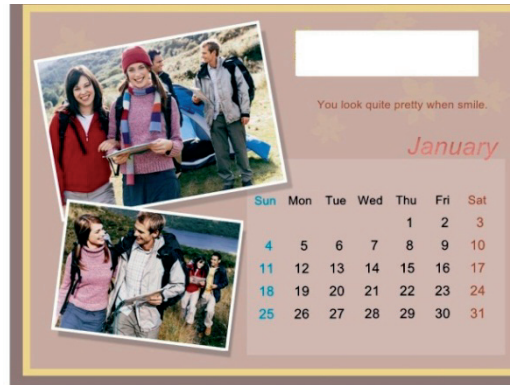 You look quite pretty when smile.
January
Sun Mon Tue Wed Thu Fri Sat
1 2 3
4 5 6 7 8 9 10
11 12 13 14 15 16 17
18 19 20 21 22 23 24
25 26 27 28 29 30 31